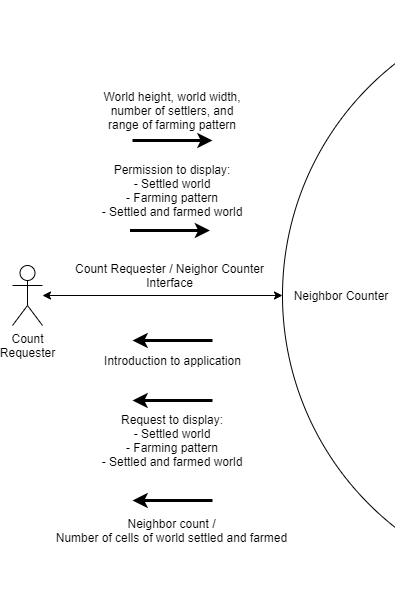 World height, world width,
number of settlers, and
range of farming pattern
Permission to display:
- Settled world
- Farming pattern
- Settled and farmed world
Count Requester / Neighor Counter
Interface
Neighbor Counter
Count
Requester
Introduction to application
Request to display:
- Settled world
- Farming pattern
- Settled and farmed world
Neighbor count /
Number of cells of world settled and farmed